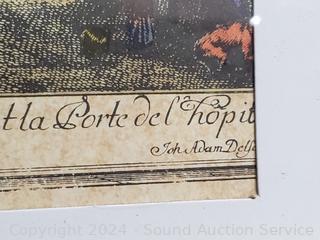 t la Porte de l' hôpit
Joh Adam Dels
Copyright 2024 - Sound Auction Service